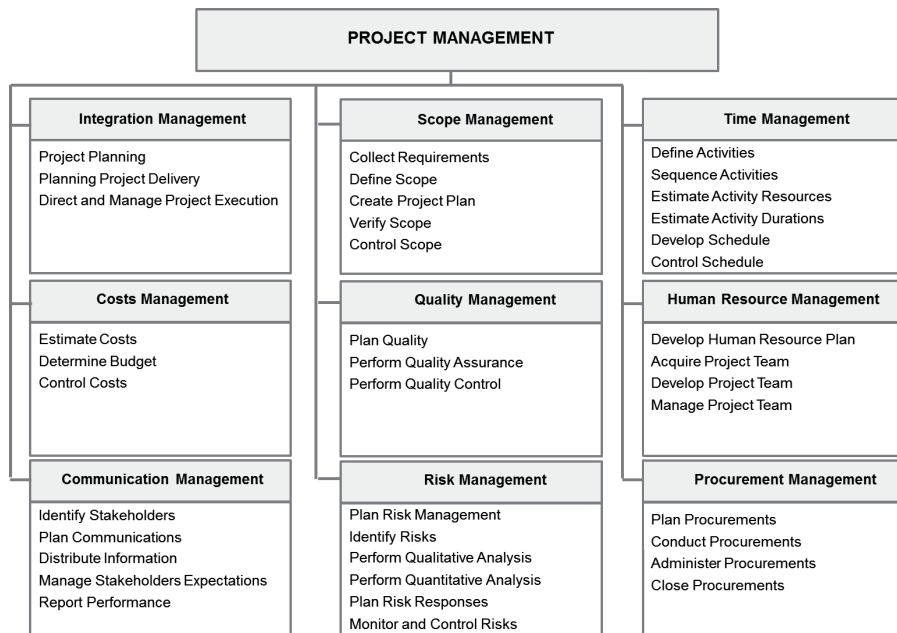 PROJECT MANAGEMENT
Integration Management
Project Planning
Planning Project Delivery
Direct and Manage Project Execution
Scope Management
Collect Requirements
Define Scope
Create Project Plan
Verify Scope
Control Scope
Time Management
Define Activities
Sequence Activities
Estimate Activity Resources
Estimate Activity Durations
Develop Schedule
Control Schedule
Costs Management
Estimate Costs
Determine Budget
Control Costs
Quality Management
Plan Quality
Perform Quality Assurance
Perform Quality Control
Human Resource Management
Develop Human Resource Plan
Acquire Project Team
Develop Project Team
Manage Project Team
Communication Management
Identify Stakeholders
Plan Communications
Distribute Information
Manage Stakeholders Expectations
Report Performance
Risk Management
Plan Risk Management
Identify Risks
Perform Qualitative Analysis
Perform Quantitative Analysis
Plan Risk Responses
Monitor and Control Risks
Procurement Management
Plan Procurements
Conduct Procurements
Administer Procurements
Close Procurements